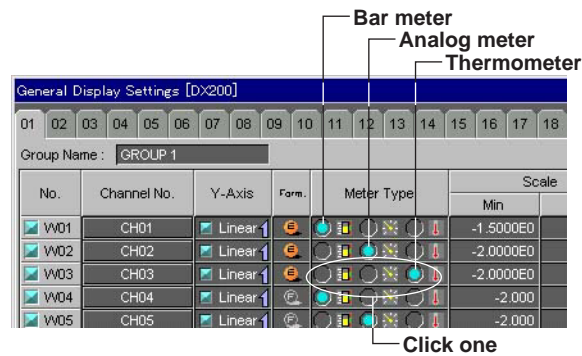 Bar meter
Analog meter
Thermometer
General Display Settings [DX200]
01 02 03 04 05 06 07 08 09 10 11 12 13 14 15 16 17 18
Group Name : GROUP 1
No. Channel No. Y-Axis Form. Meter Type Scale
Min
W01 CH01 Linear E -1.5000E0
W02 CH02 Linear E -2.0000E0
W03 CH03 Linear E -2.0000E0
W04 CH04 Linear E -2.000
W05 CH05 Linear E -2.000
Click one